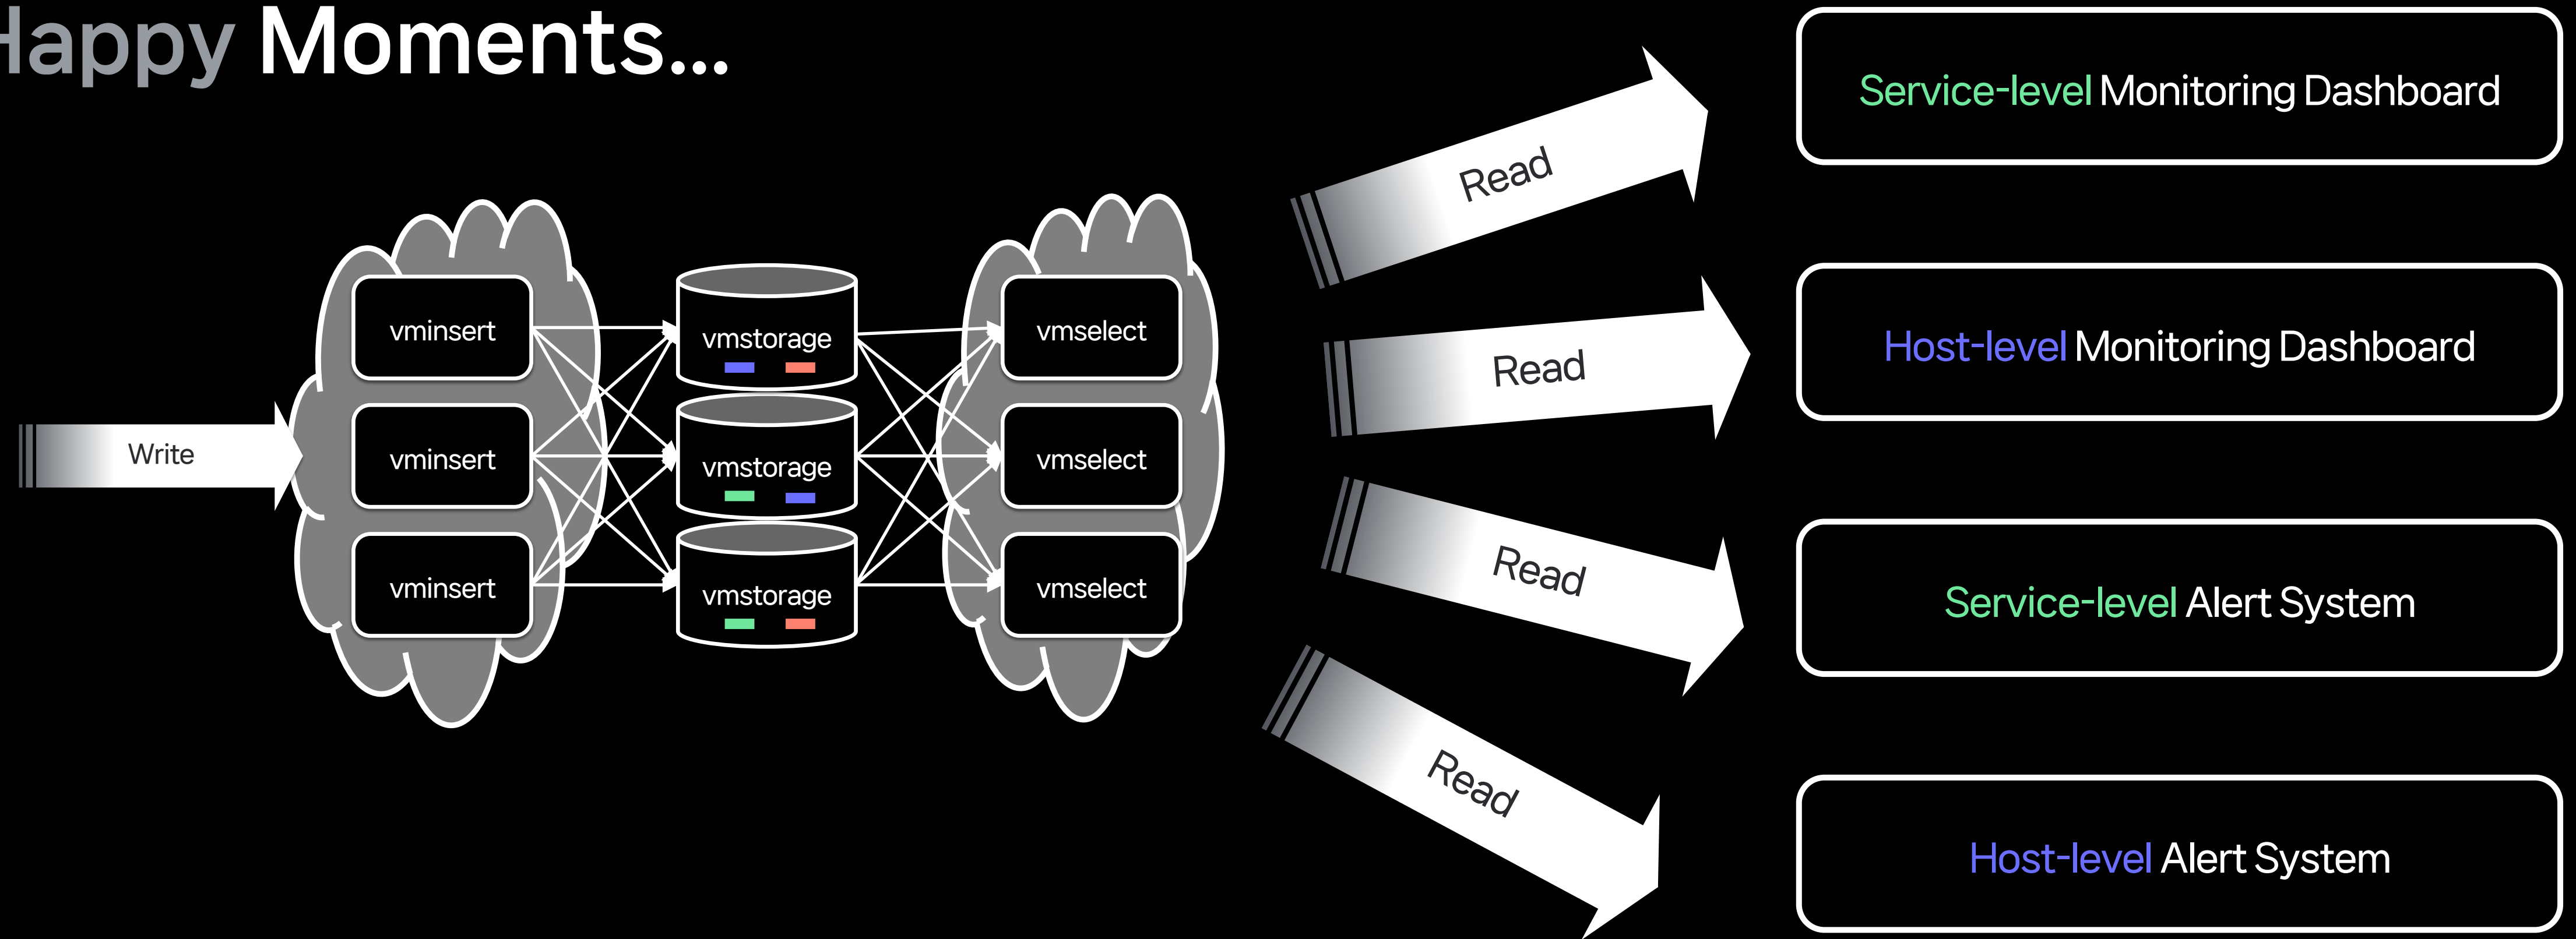 Happy Moments...
Service-level Monitoring Dashboard
Read
vminsert
vmstorage
vmselect
Read
Host-level Monitoring Dashboard
Write
vminsert
vmstorage
vmselect
Read
Service-level Alert System
vminsert
vmstorage
vmselect
Read
Host-level Alert System